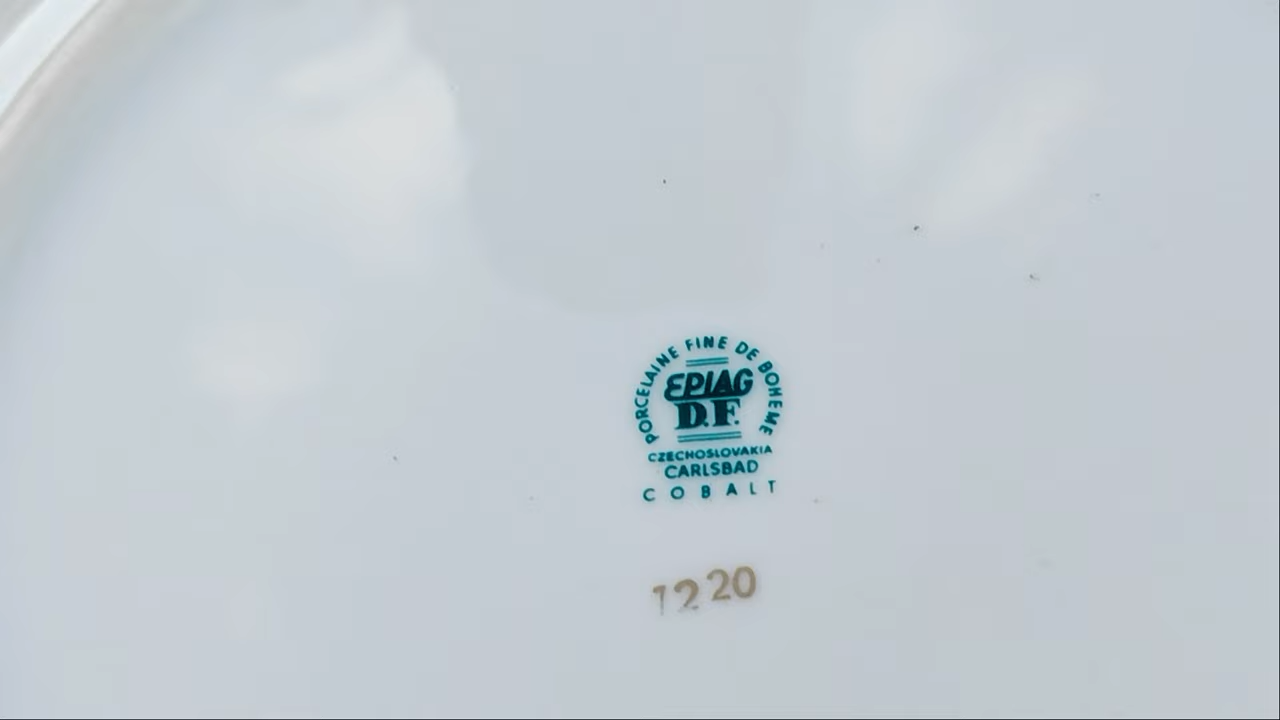 PORCELAINE FINE DE BOHEME
EPIAG
D.F.
CZECHOSLOVAKIA
CARLSBAD
COBALT
1220